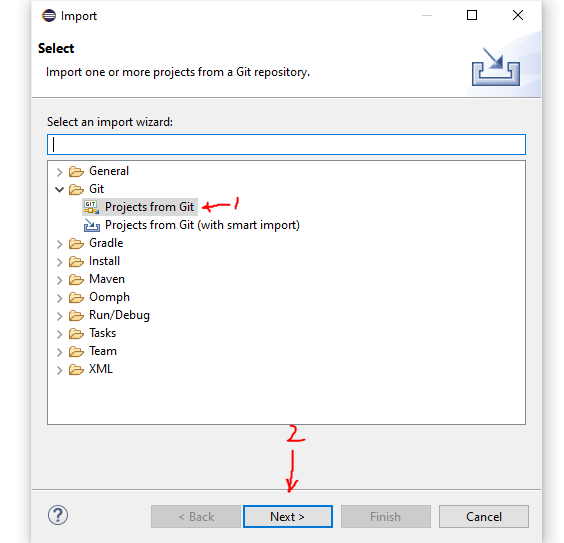 Import
Select
Import one or more projects from a Git repository.
Select an import wizard:
General
Git
GIT Projects from Git 1
Projects from Git (with smart import)
Gradle
Install
Maven
Oomph
Run/Debug
Tasks
Team
XML
2
? < Back Next > Finish Cancel